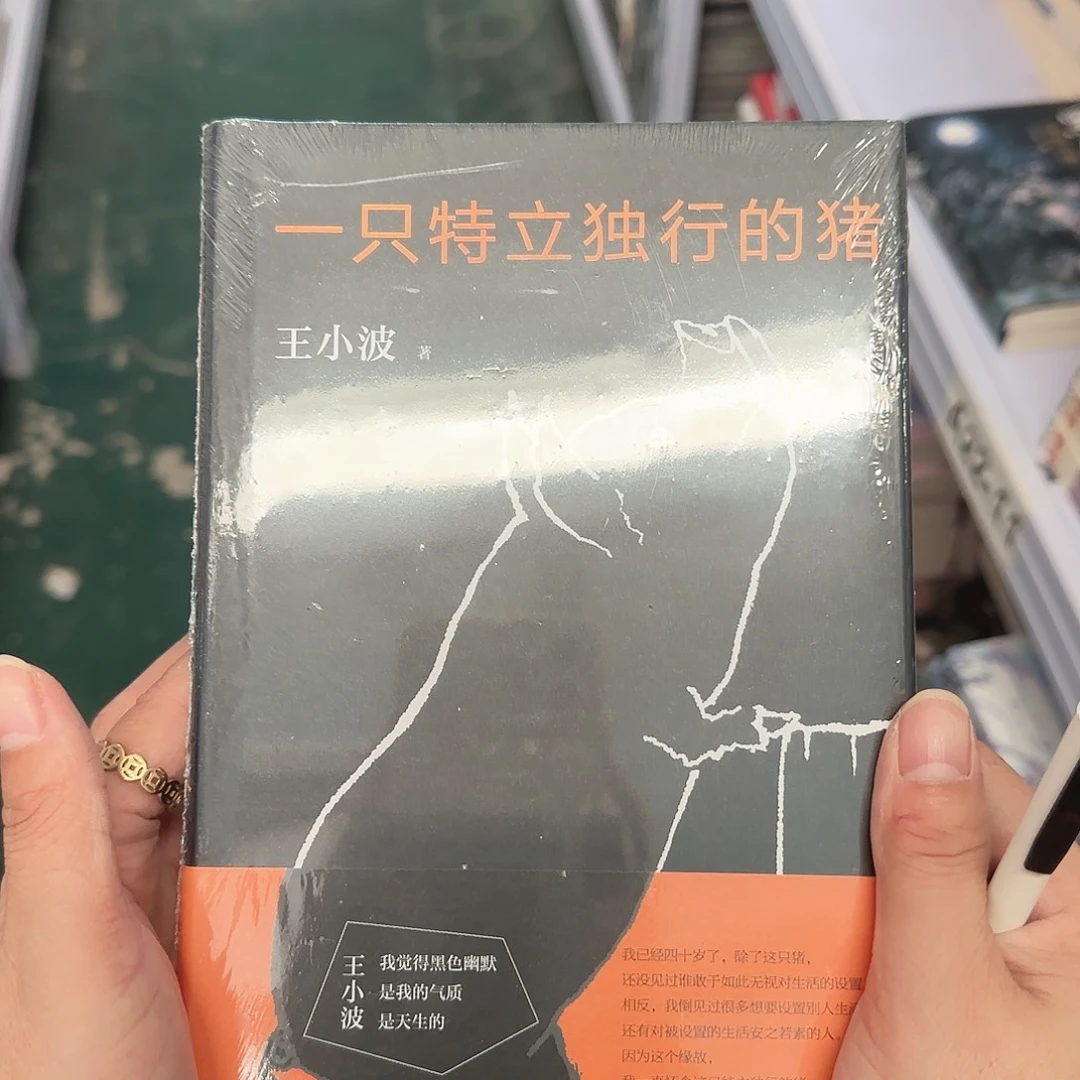 一只特立独行的猪
王小波 著
王小波
我觉得黑色幽默
是我的气质
是天生的
我已经四十岁了，除了这只猪，
还没见过谁敢于如此无视对生活的设置
相反，我倒见过很多想要设置别人生
还有对被设置的生活安之若素的人。
因为这个缘故，